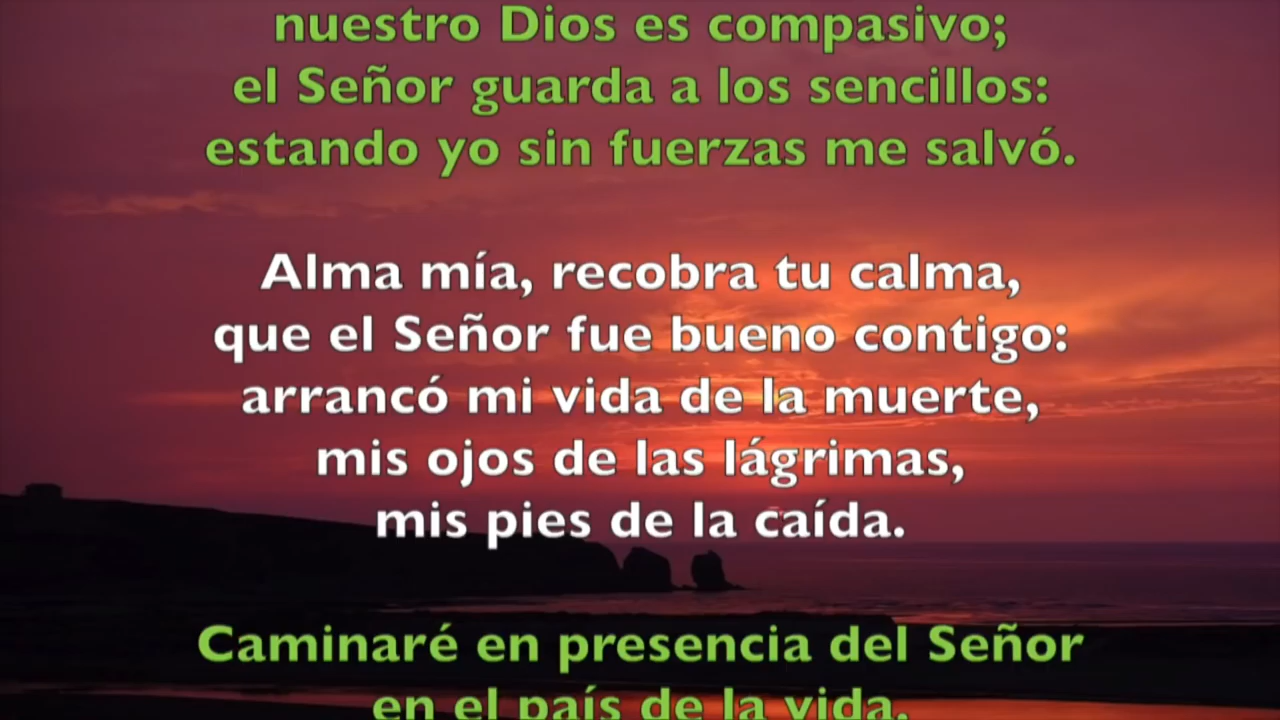 nuestro Dios es compasivo;
el Señor guarda a los sencillos:
estando yo sin fuerzas me salvó.
Alma mía, recobra tu calma,
que el Señor fue bueno contigo:
arrancó mi vida de la muerte,
mis ojos de las lágrimas,
mis pies de la caída.
Caminaré en presencia del Señor
en el país de la vida.